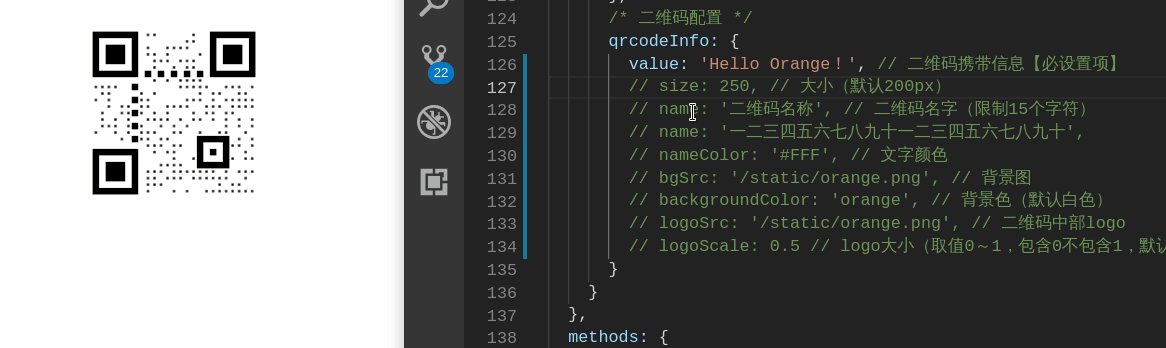 124 /* 二维码配置 */
125 qrcodeInfo: {
126 value: 'Hello Orange！', // 二维码携带信息【必设置项】
127 // size: 250, // 大小（默认200px）
128 // name: '二维码名称', // 二维码名字（限制15个字符）
22
129 // name: '一二三四五六七八九十一二三四五六七八九十',
130 // nameColor: '#FFF', // 文字颜色
131 // bgSrc: '/static/orange.png', // 背景图
132 // backgroundColor: 'orange', // 背景色（默认白色）
133 // logoSrc: '/static/orange.png', // 二维码中部logo
134 // logoScale: 0.5 // logo大小（取值0～1，包含0不包含1，默认
135 }
136 }
137 },
138 methods: {